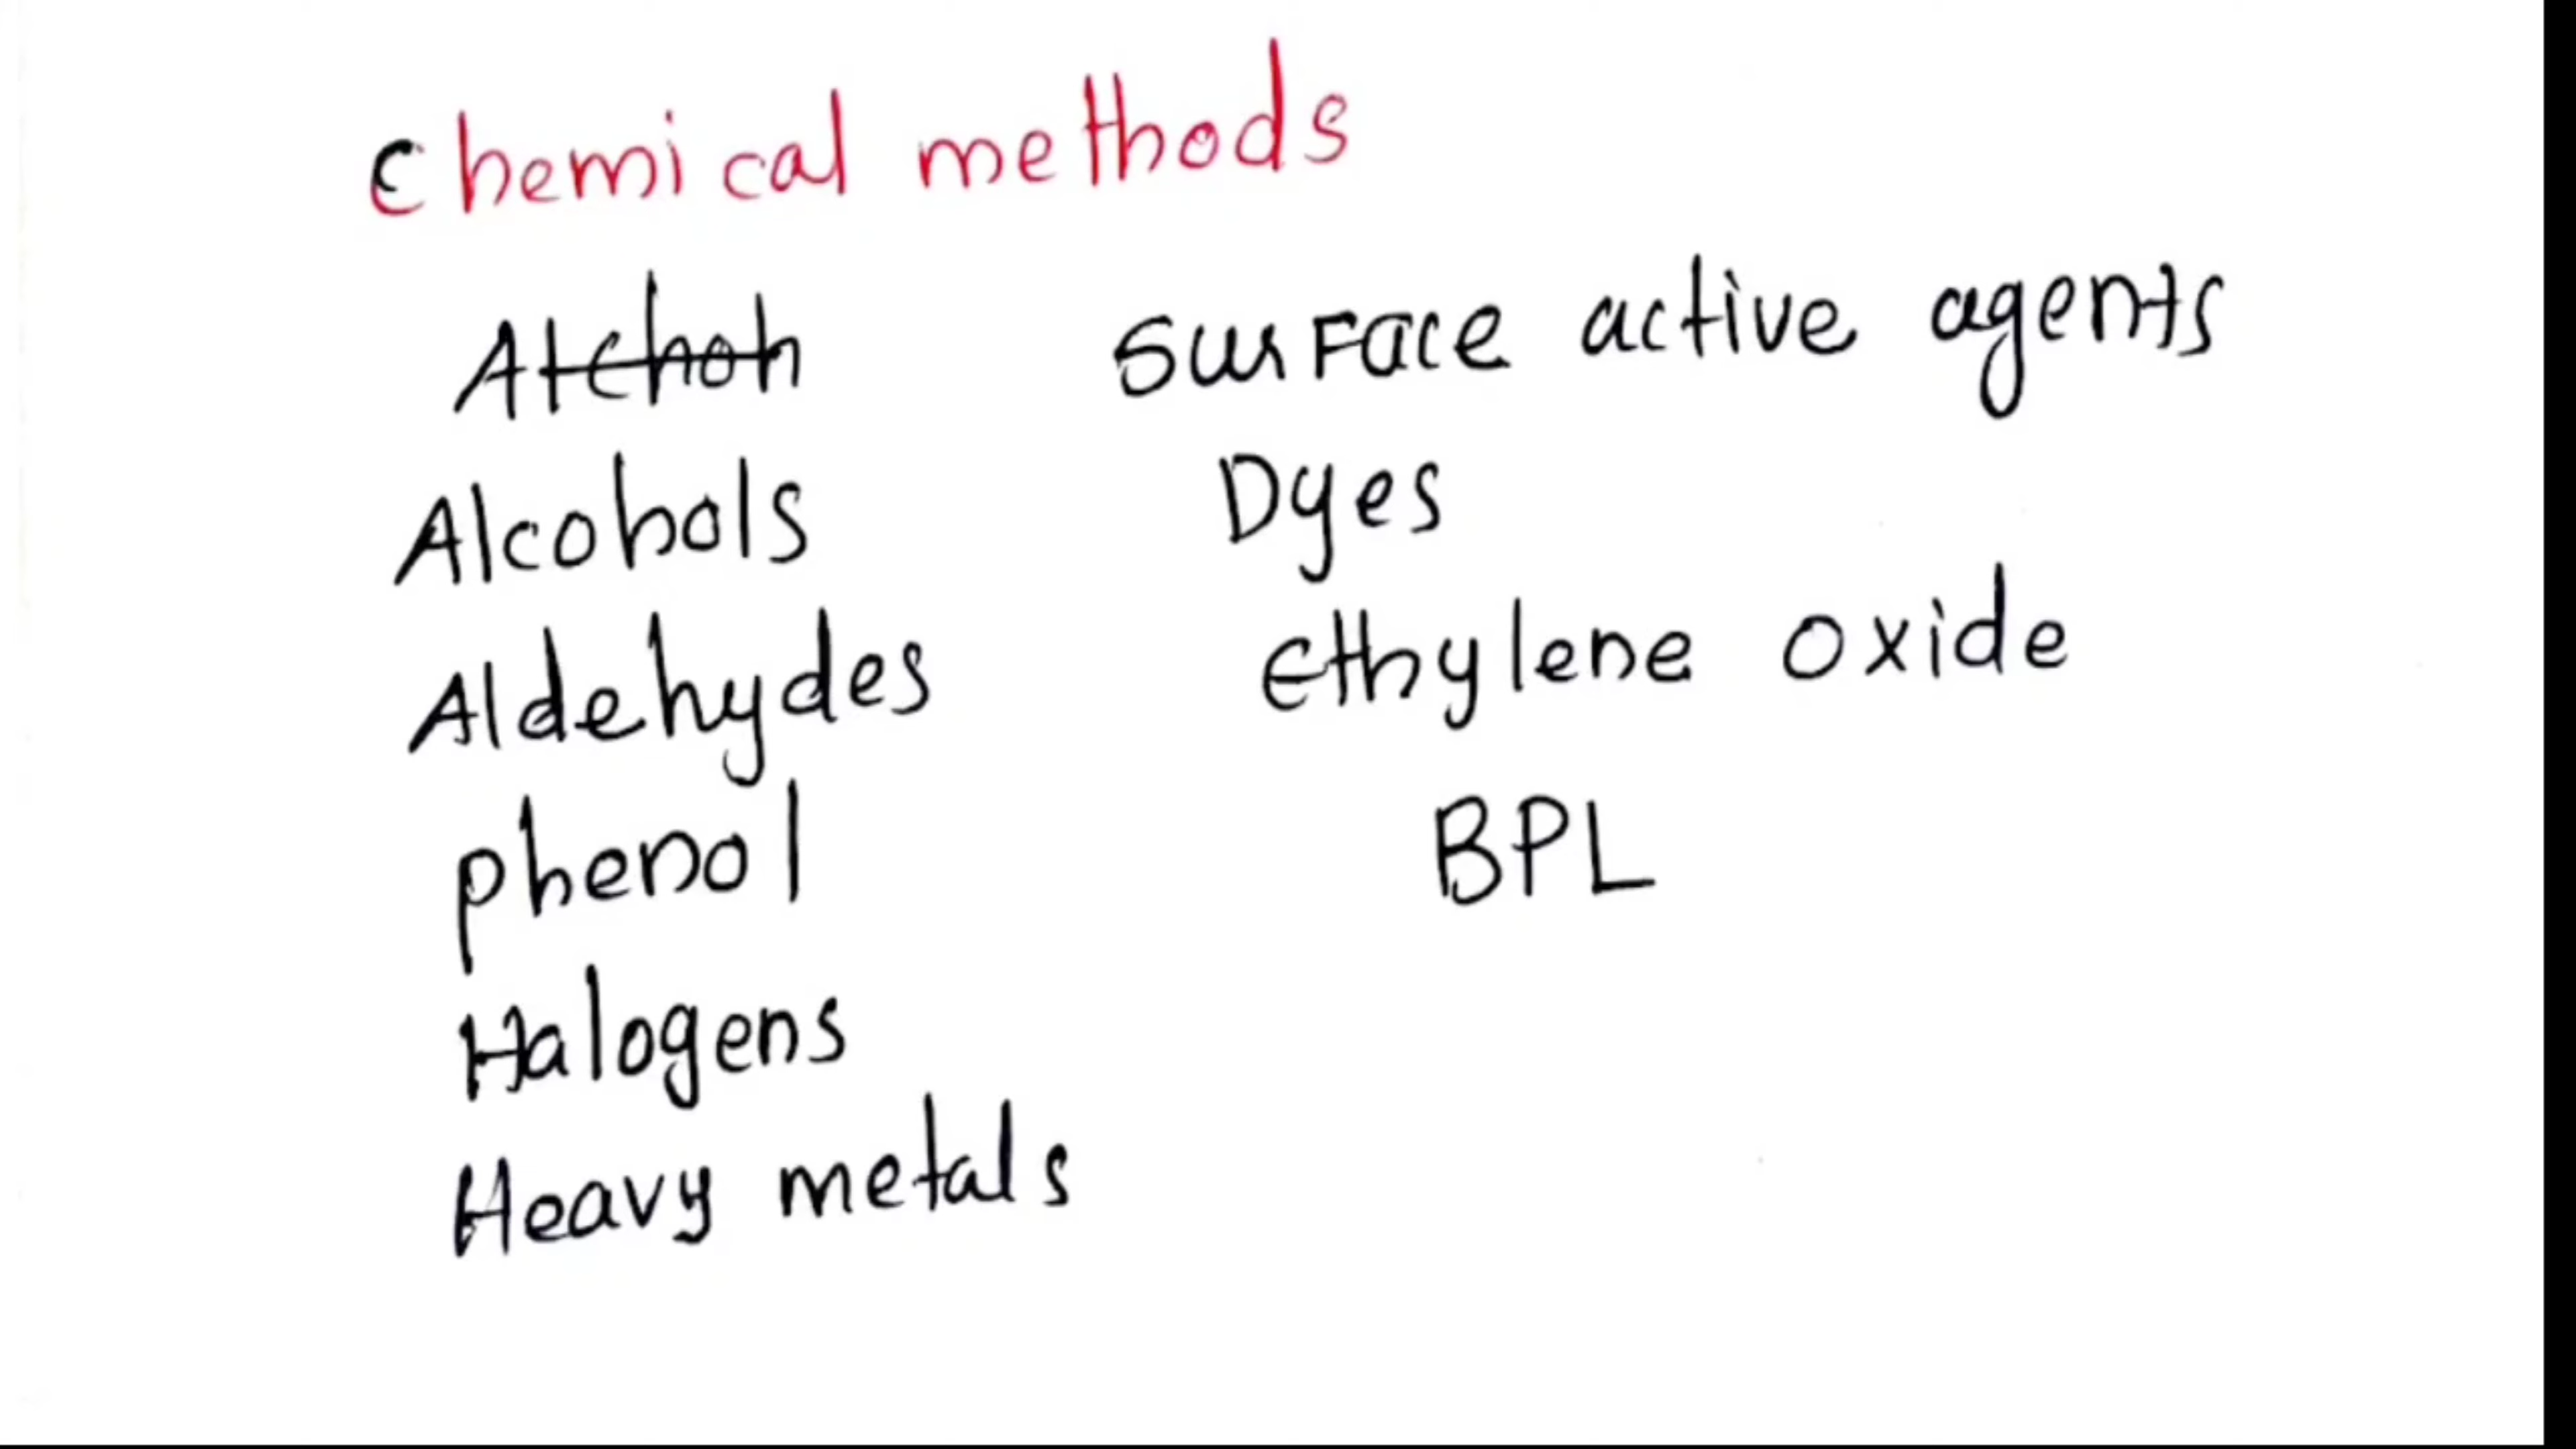 Chemical methods
Alcohols
Aldehydes
phenol
Halogens
Heavy metals
Surface active agents
Dyes
Ethylene oxide
BPL